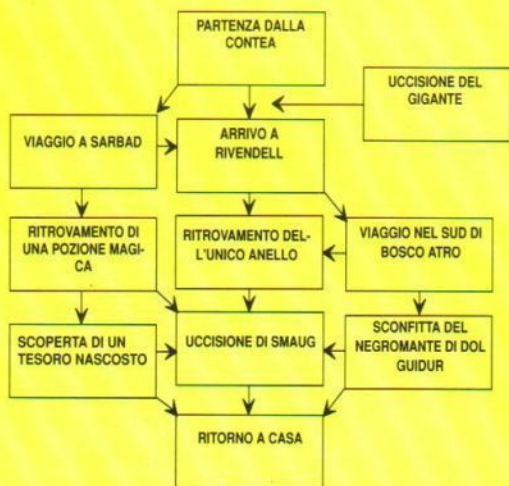 PARTENZA DALLA
CONTEA
UCCISIONE DEL
GIGANTE
VIAGGIO A SARBAD
ARRIVO A
RIVENDELL
RITROVAMENTO DI
UNA POZIONE MAGI-
CA
RITROVAMENTO DEL-
L'UNICO ANELLO
VIAGGIO NEL SUD DI
BOSCO ATRO
SCOPERTA DI UN
TESORO NASCOSTO
UCCISIONE DI SMAUG
SCONFITTA DEL
NEGROMANTE DI DOL
GUIDUR
RITORNO A CASA